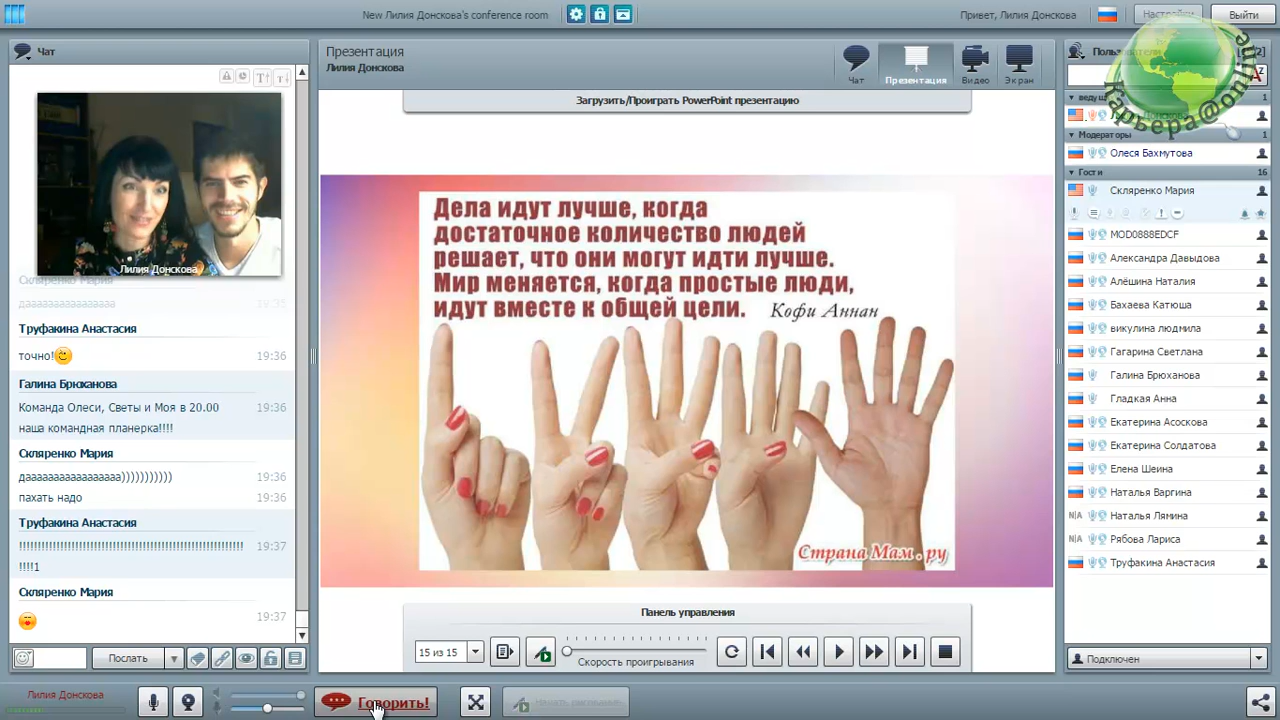 New Лилия Донскова's conference room
Привет, Лилия Донскова
Настройки
Выйти
Чат
Лилия Донскова
Скляренко Мария
дааааааааааааааааа
19:35
Труфакина Анастасия
точно!
19:36
Галина Брюханова
Команда Олеси, Светы и Моя в 20.00
19:36
наша командная планерка!!!!
Скляренко Мария
дааааааааааааааааа)))))))))))
19:36
пахать надо
19:36
Труфакина Анастасия
19:37
!!!!1
Скляренко Мария
19:37
Послать
Презентация
Лилия Донскова
Чат
Презентация
Видео
Экран
Загрузить/Проиграть PowerPoint презентацию
Дела идут лучше, когда
достаточное количество людей
решает, что они могут идти лучше.
Мир меняется, когда простые люди,
идут вместе к общей цели.
Кофи Аннан
Страна Мам.ру
Панель управления
15 из 15
Скорость проигрывания
Карьера@online
Модераторы
1
Олеся Бахмутова
Гости
16
Скляренко Мария
MOD0888EDCF
Александра Давыдова
Алёшина Наталия
Бахаева Катюша
викулина людмила
Гагарина Светлана
Галина Брюханова
Гладкая Анна
Екатерина Асоскова
Екатерина Солдатова
Елена Шеина
Наталья Варгина
N/A Наталья Лямина
N/A Рябова Лариса
Труфакина Анастасия
Подключен
Лилия Донскова
Говорить!